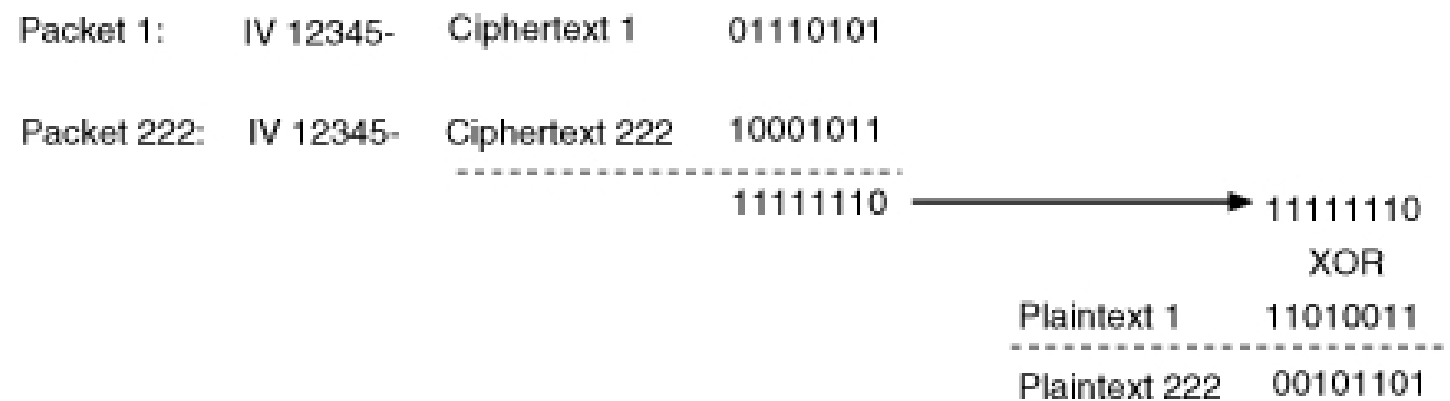 Packet 1: IV 12345- Ciphertext 1 01110101
Packet 222: IV 12345- Ciphertext 222 10001011
11111110 11111110
XOR
Plaintext 1 11010011
Plaintext 222 00101101